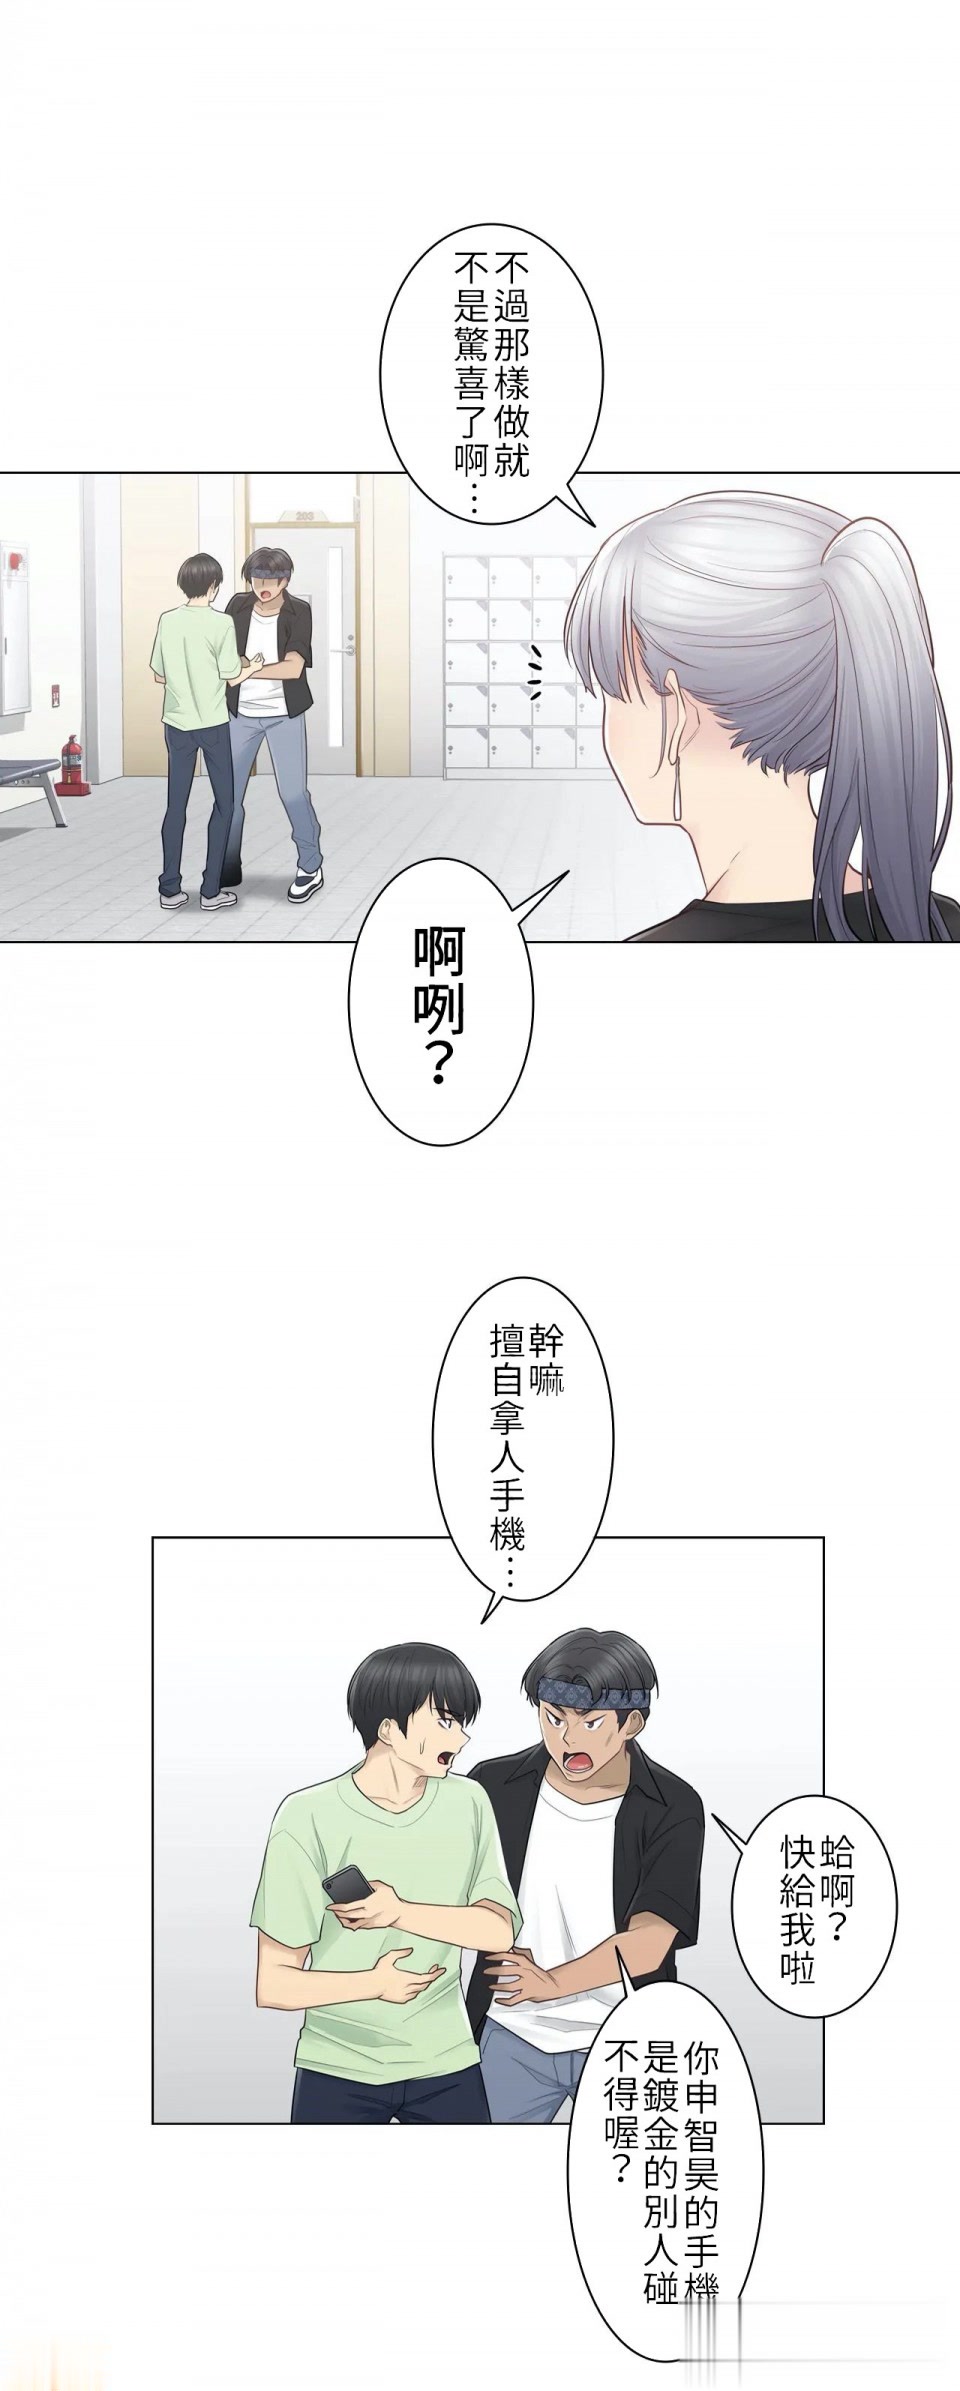 不過那樣做就
不是驚喜了啊…
203
啊咧?
幹嘛
擅自拿人手機…
蛤啊?
快給我啦
你申智昊的手機
是鍍金的別人碰
不得喔?